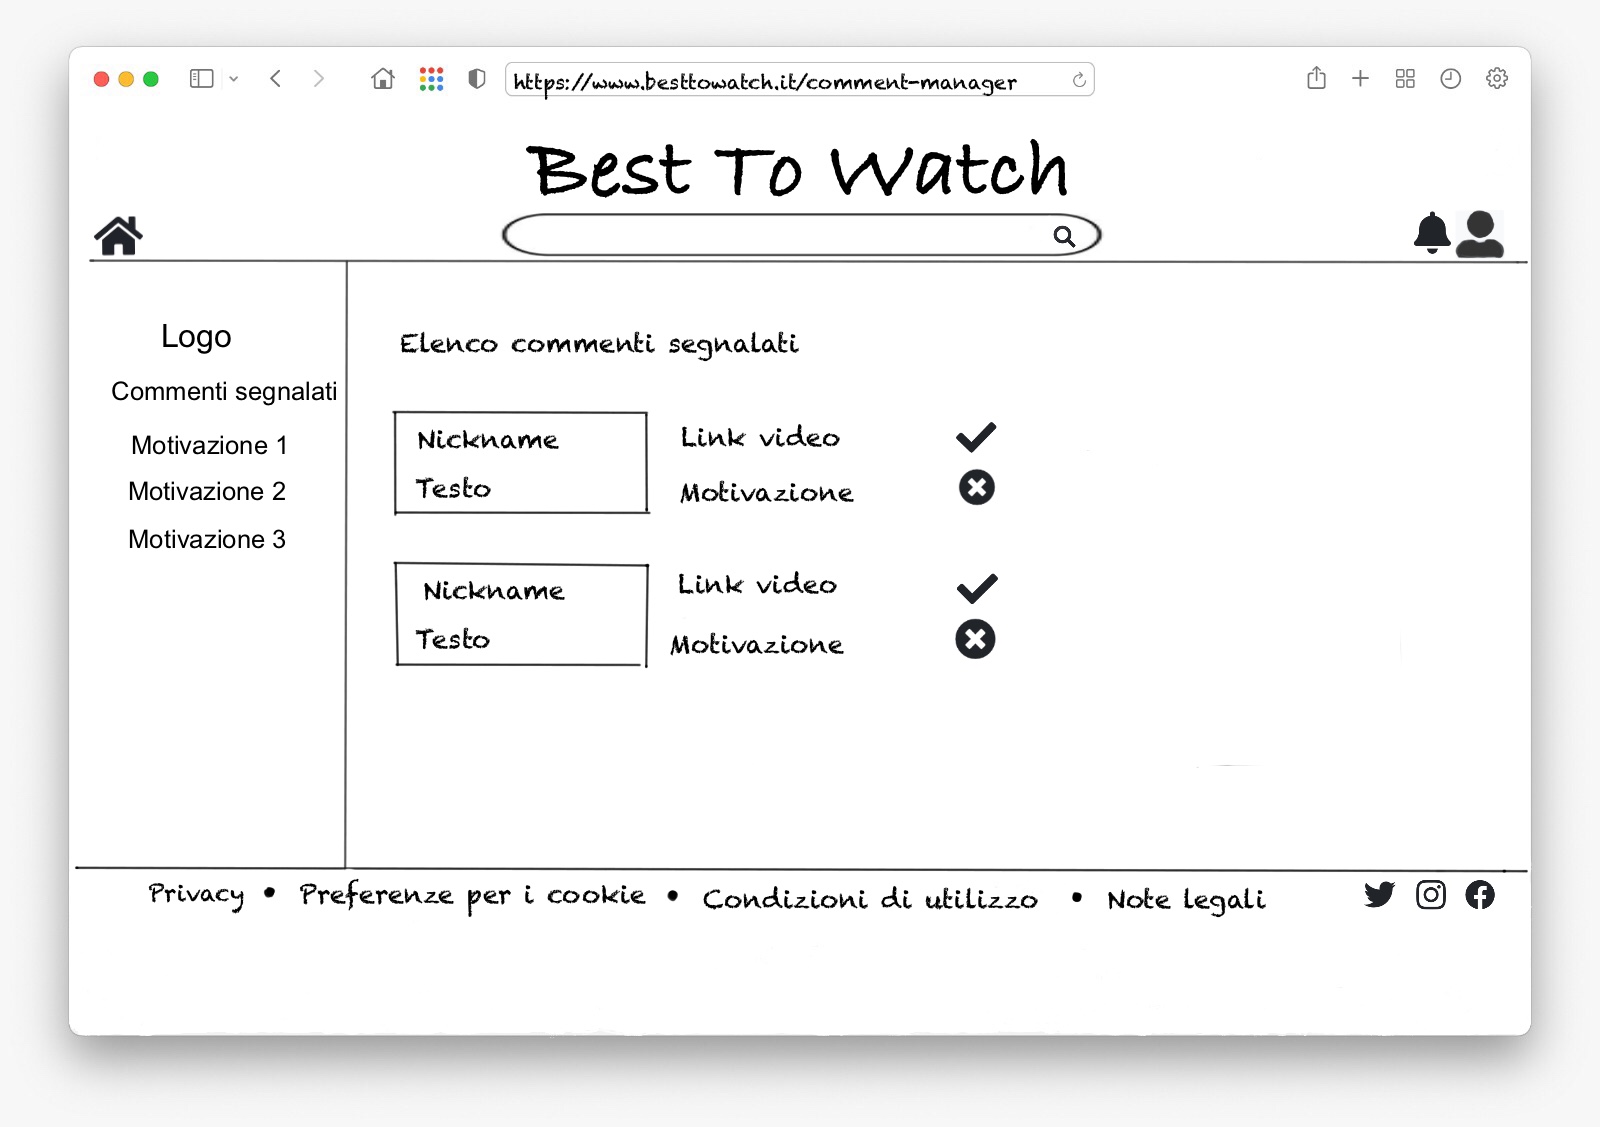 https://www.besttowatch.it/comment-manager
Best To Watch
Logo
Commenti segnalati
Motivazione 1
Motivazione 2
Motivazione 3
Elenco commenti segnalati
Nickname
Testo
Link video
Motivazione
Nickname
Testo
Link video
Motivazione
Privacy • Preferenze per i cookie • Condizioni di utilizzo • Note legali